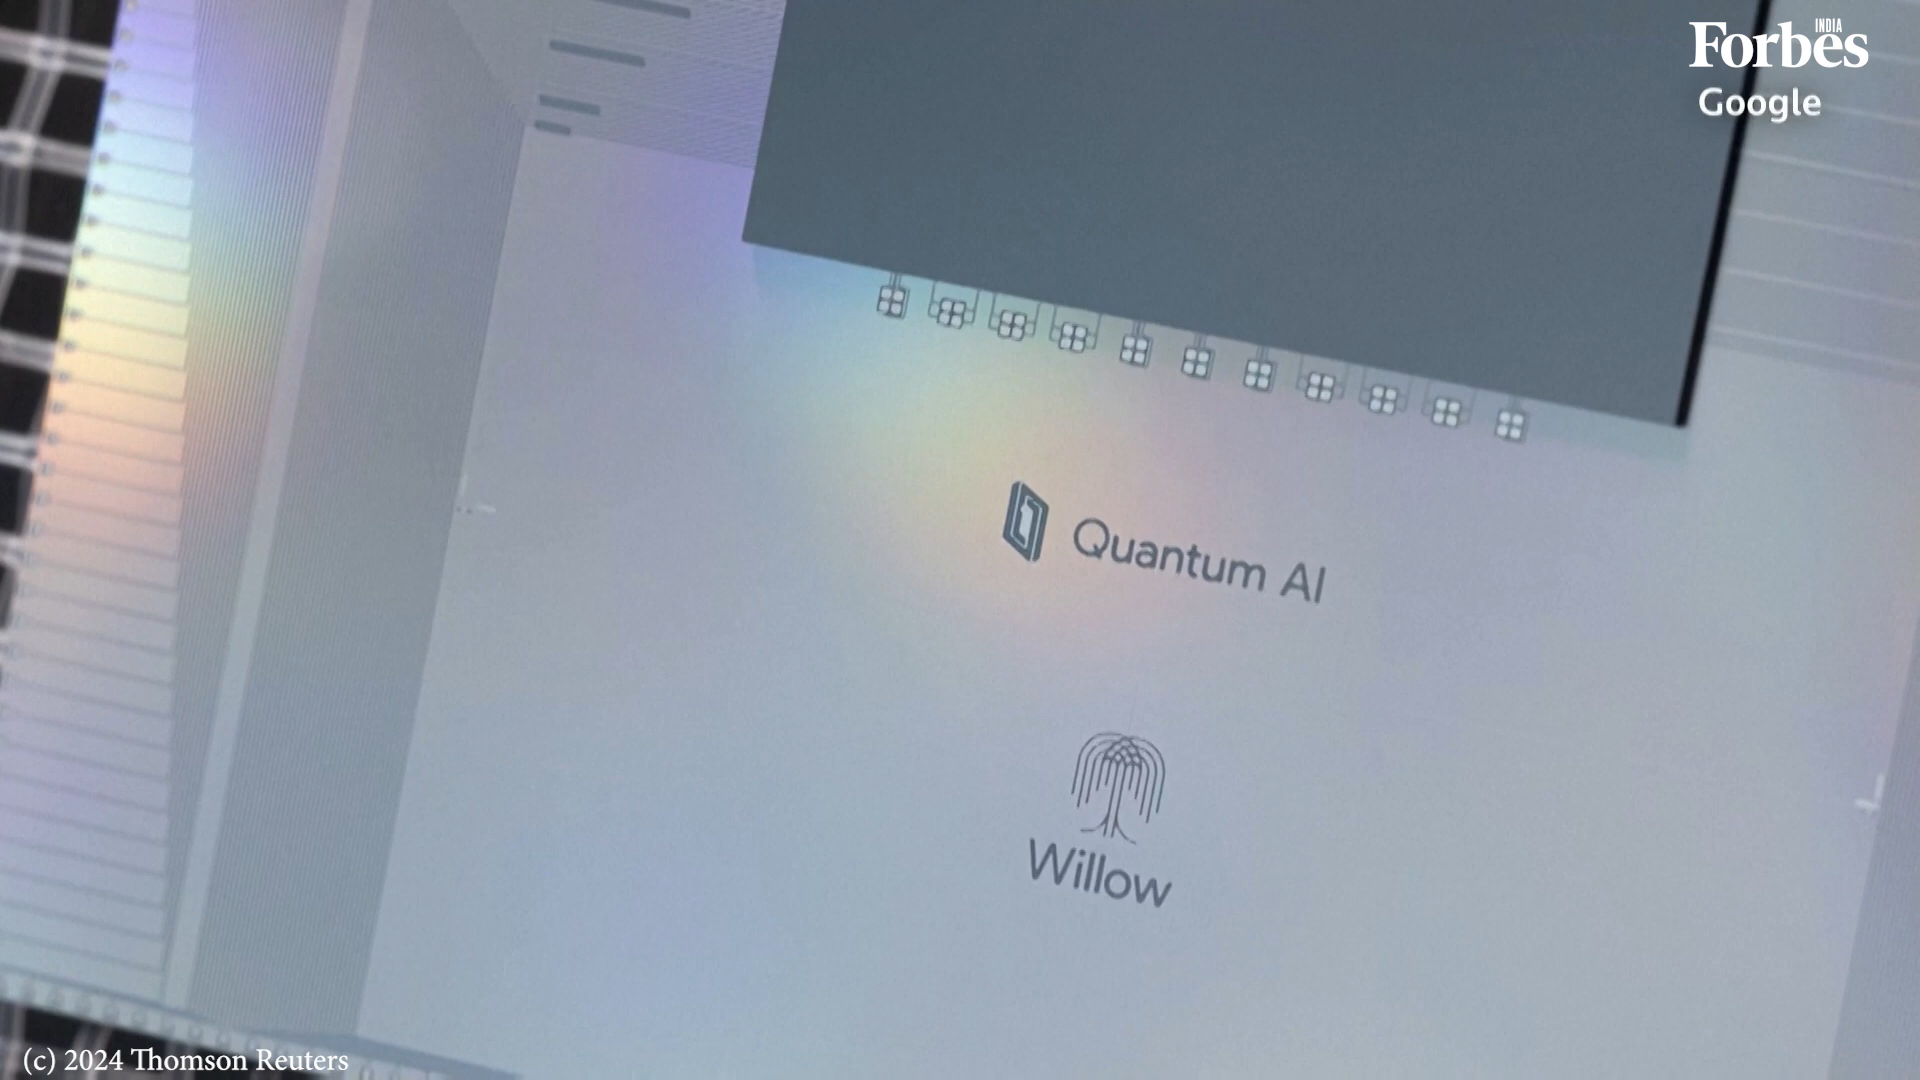 Forbes
INDIA
Google
Quantum AI
Willow
(c) 2024 Thomson Reuters